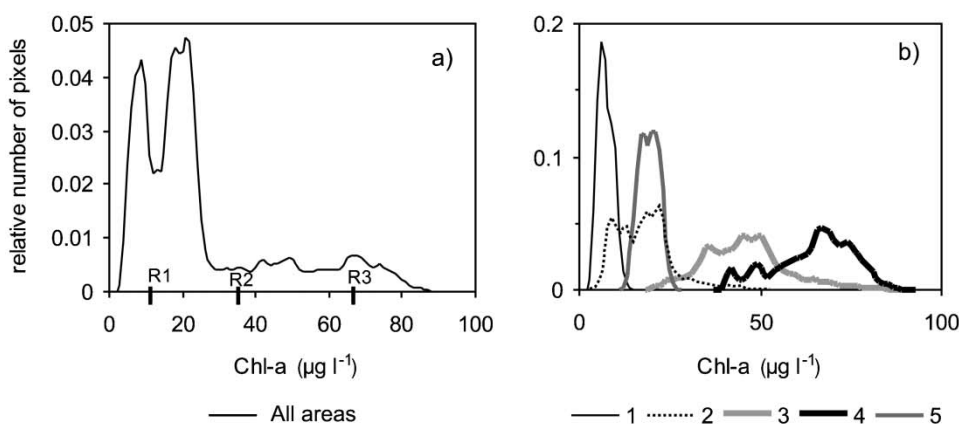 relative number of pixels
0.05
0.04
0.03
0.02
0.01
0
a)
R1
R2
R3
0 20 40 60 80 100
Chl-a (µg l⁻¹)
All areas
0.2
0.1
0
b)
0 50 100
Chl-a (µg l⁻¹)
1 2 3 4 5